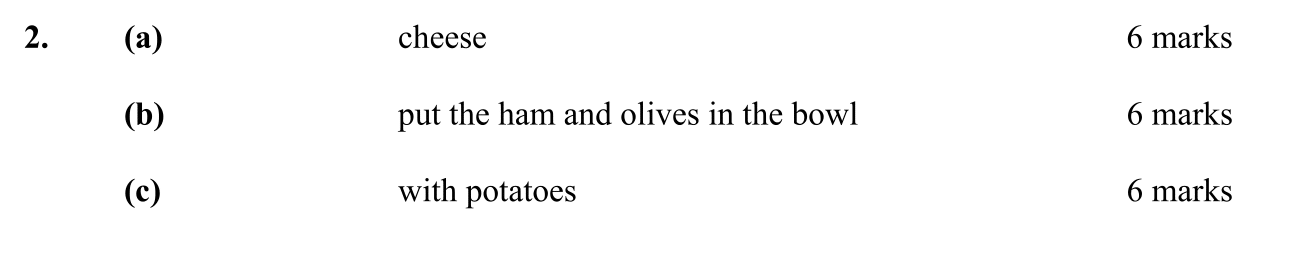 2. (a) cheese 6 marks
(b) put the ham and olives in the bowl 6 marks
(c) with potatoes 6 marks